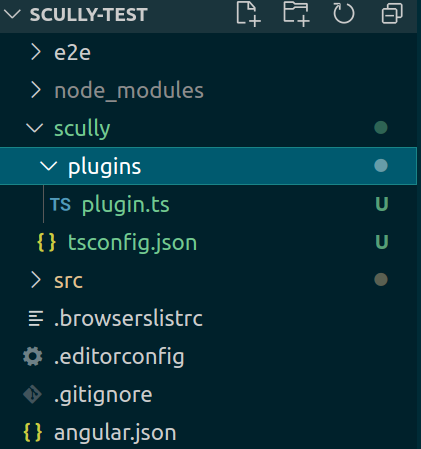 SCULLY-TEST
e2e
node_modules
scully
plugins
TS plugin.ts U
{ } tsconfig.json U
src
.browserslistrc
.editorconfig
.gitignore
{ } angular.json